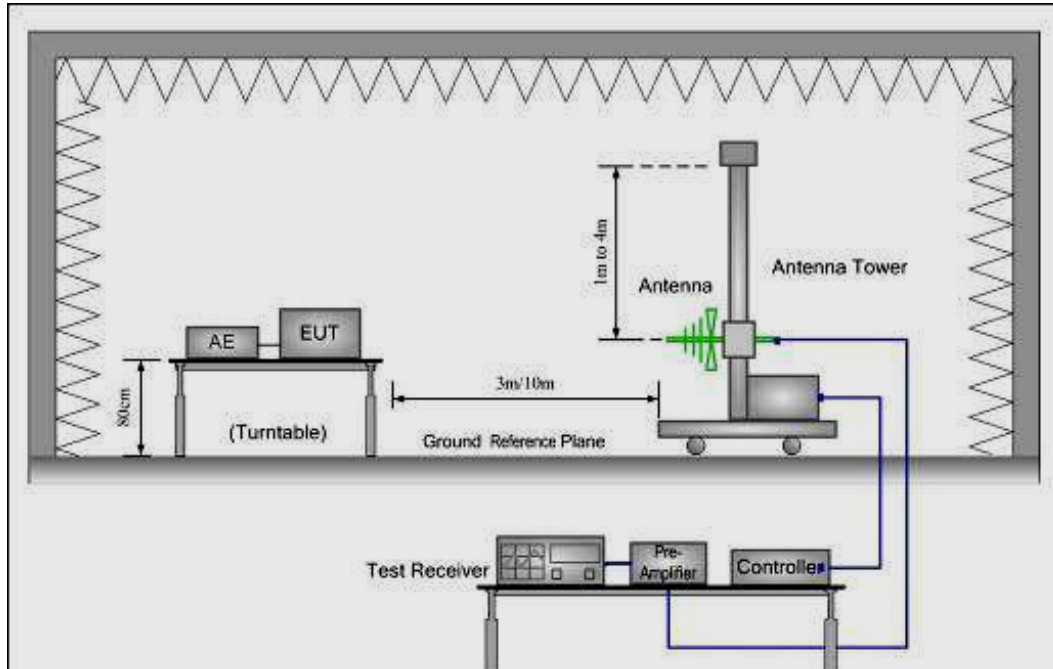 1m to 4m
Antenna
Antenna Tower
AE
EUT
80cm
3m/10m
(Turntable)
Ground Reference Plane
Test Receiver
Pre-
Amplifier
Controller